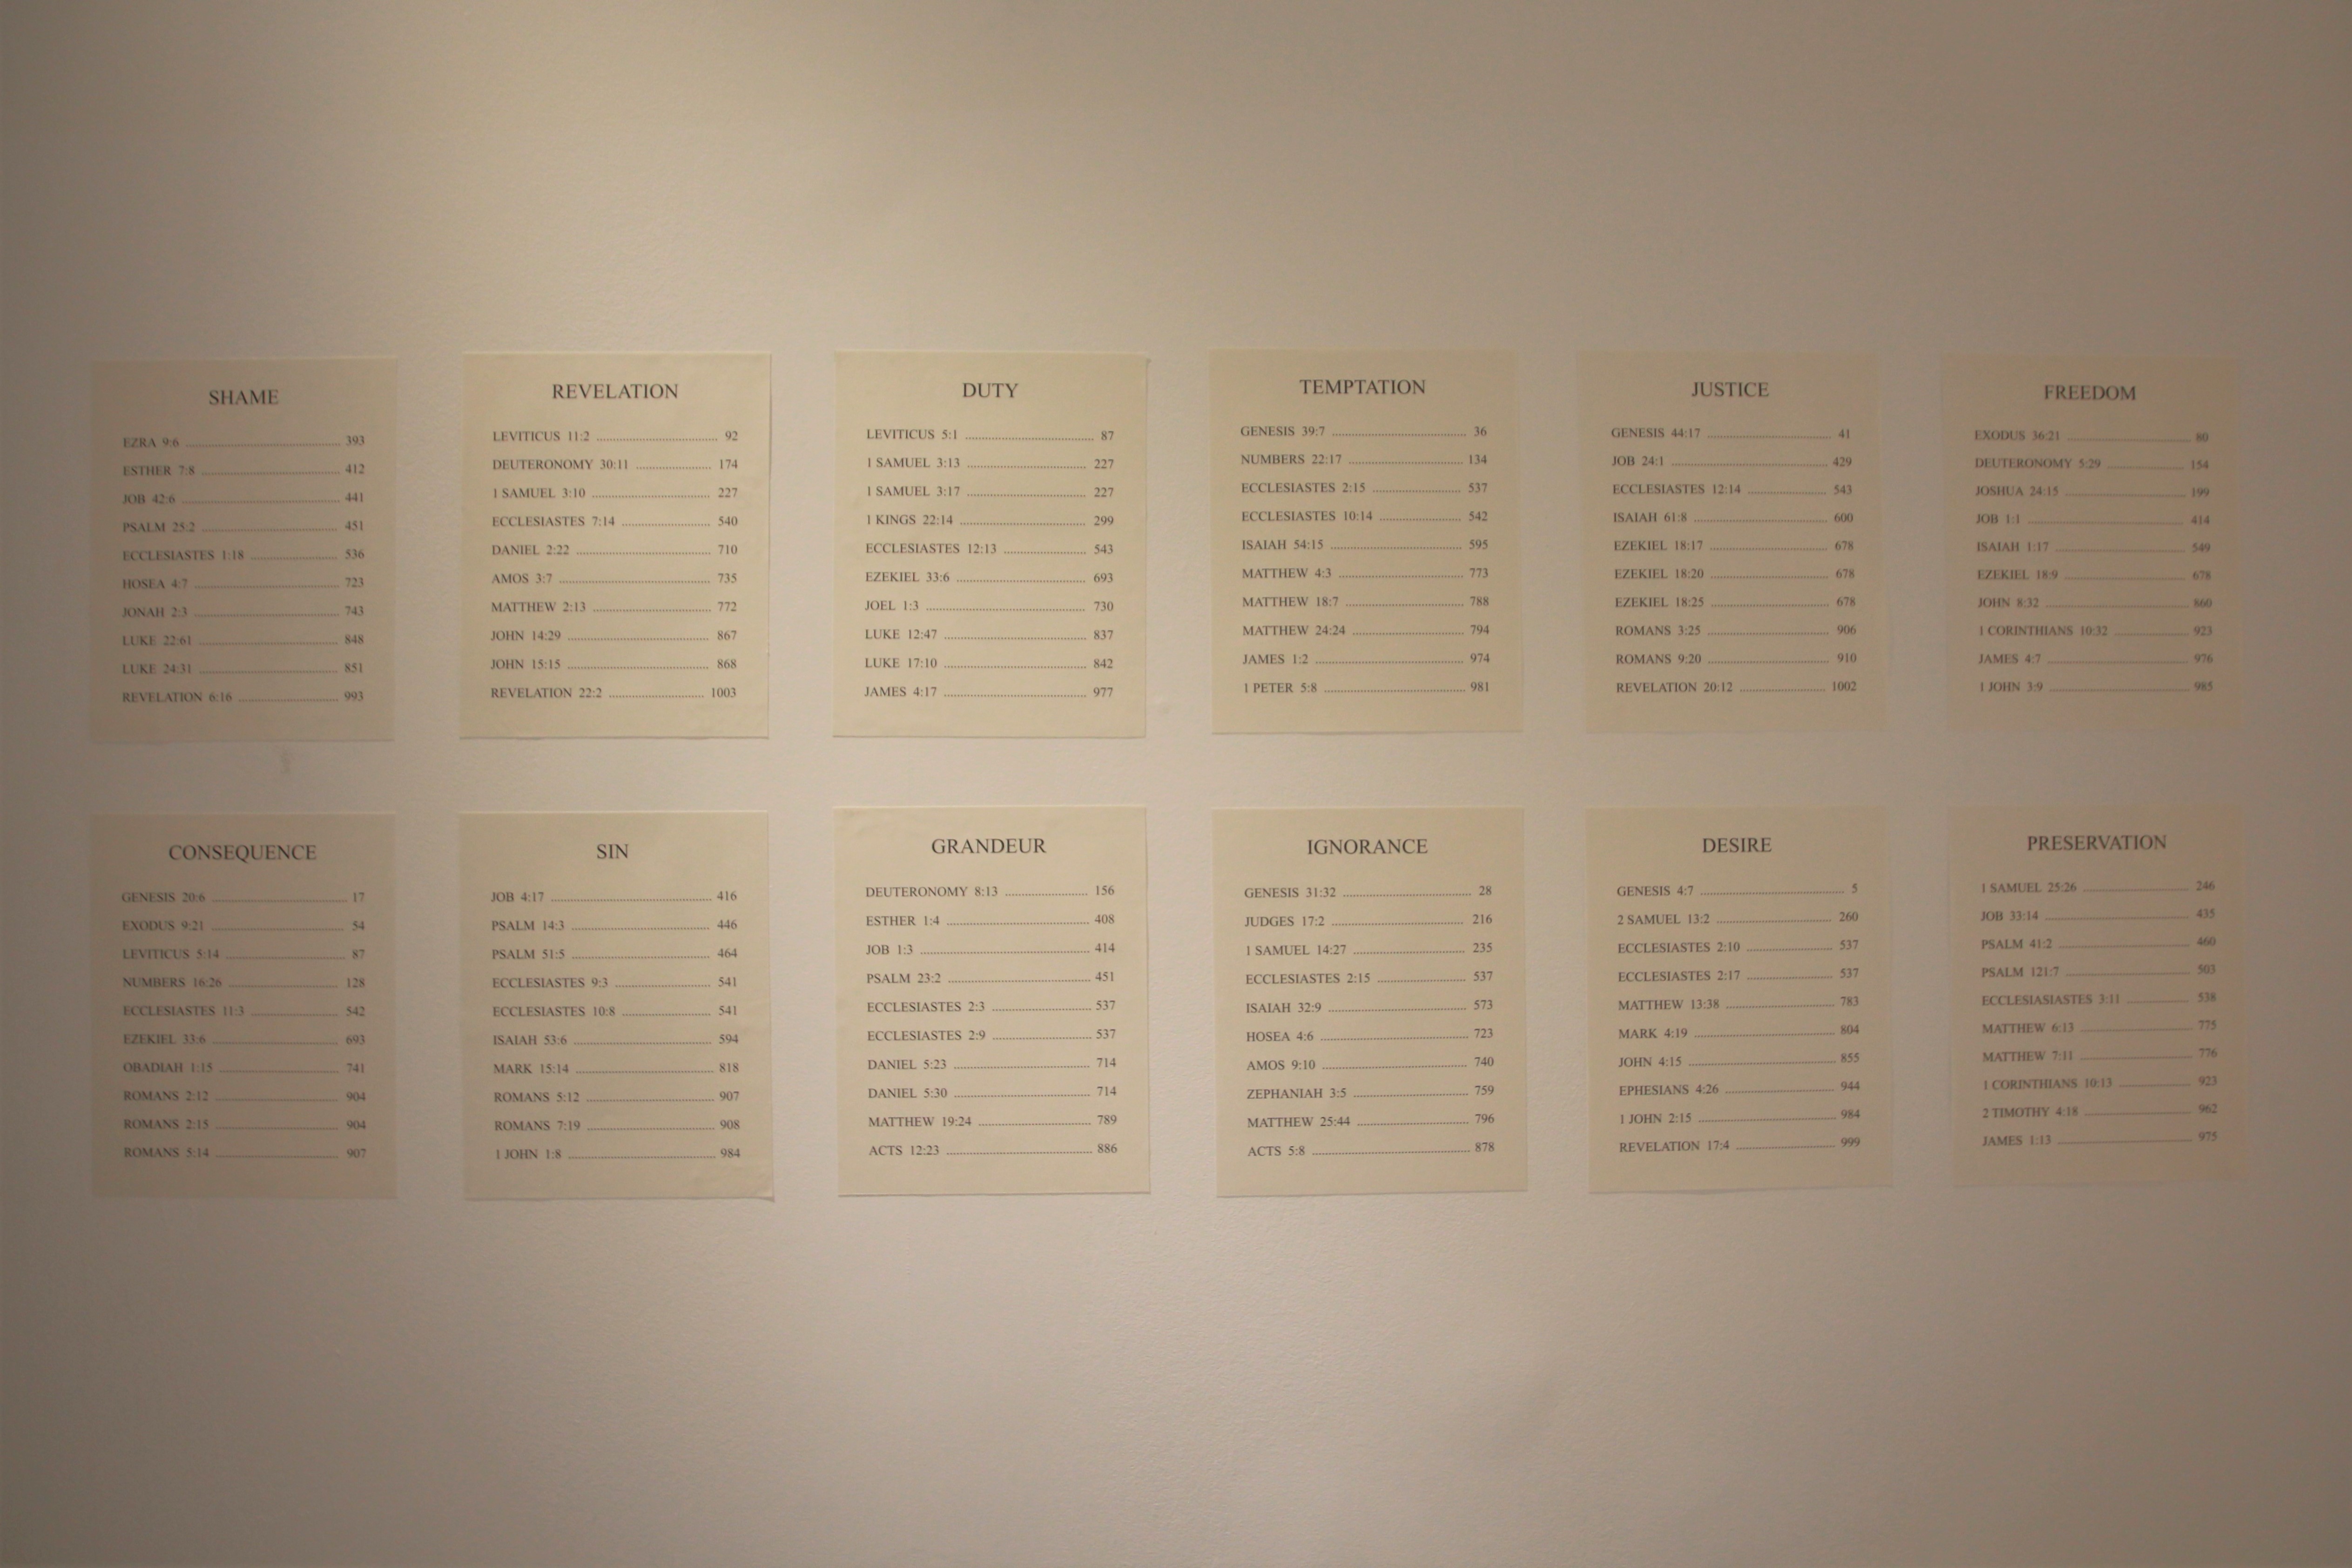 SHAME
EZRA 9:6 ........ 393
ESTHER 7:8 ........ 412
JOB 42:6 ........ 441
PSALM 25:2 ........ 451
ECCLESIASTES 1:18 ........ 536
HOSEA 4:7 ........ 723
JONAH 2:3 ........ 743
LUKE 22:61 ........ 848
LUKE 24:31 ........ 851
REVELATION 6:16 ........ 993
REVELATION
LEVITICUS 11:2 ........ 92
DEUTERONOMY 30:11 ........ 174
1 SAMUEL 3:10 ........ 227
ECCLESIASTES 7:14 ........ 540
DANIEL 2:22 ........ 710
AMOS 3:7 ........ 735
MATTHEW 2:13 ........ 772
JOHN 14:29 ........ 867
JOHN 15:15 ........ 868
REVELATION 22:2 ........ 1003
DUTY
LEVITICUS 5:1 ........ 87
1 SAMUEL 3:13 ........ 227
1 SAMUEL 3:17 ........ 227
1 KINGS 22:14 ........ 299
ECCLESIASTES 12:13 ........ 543
EZEKIEL 33:6 ........ 693
JOEL 1:3 ........ 730
LUKE 12:47 ........ 837
LUKE 17:10 ........ 842
JAMES 4:17 ........ 977
TEMPTATION
GENESIS 39:7 ........ 36
NUMBERS 22:17 ........ 134
ECCLESIASTES 2:15 ........ 537
ECCLESIASTES 10:14 ........ 542
ISAIAH 54:15 ........ 595
MATTHEW 4:3 ........ 773
MATTHEW 18:7 ........ 788
MATTHEW 24:24 ........ 794
JAMES 1:2 ........ 974
1 PETER 5:8 ........ 981
JUSTICE
GENESIS 44:17 ........ 41
JOB 24:1 ........ 429
ECCLESIASTES 12:14 ........ 543
ISAIAH 61:8 ........ 600
EZEKIEL 18:17 ........ 678
EZEKIEL 18:20 ........ 678
EZEKIEL 18:25 ........ 678
ROMANS 3:25 ........ 906
ROMANS 9:20 ........ 910
REVELATION 20:12 ........ 1002
FREEDOM
EXODUS 36:21 ........ 80
DEUTERONOMY 5:29 ........ 154
JOSHUA 24:15 ........ 199
JOB 1:1 ........ 414
ISAIAH 1:17 ........ 549
EZEKIEL 18:9 ........ 678
JOHN 8:32 ........ 860
1 CORINTHIANS 10:32 ........ 923
JAMES 4:7 ........ 976
1 JOHN 3:9 ........ 985
CONSEQUENCE
GENESIS 20:6 ........ 17
EXODUS 9:21 ........ 54
LEVITICUS 5:14 ........ 87
NUMBERS 16:26 ........ 128
ECCLESIASTES 11:3 ........ 542
EZEKIEL 33:6 ........ 693
OBADIAH 1:15 ........ 741
ROMANS 2:12 ........ 904
ROMANS 2:15 ........ 904
ROMANS 5:14 ........ 907
SIN
JOB 4:17 ........ 416
PSALM 14:3 ........ 446
PSALM 51:5 ........ 464
ECCLESIASTES 9:3 ........ 541
ECCLESIASTES 10:8 ........ 541
ISAIAH 53:6 ........ 594
MARK 15:14 ........ 818
ROMANS 5:12 ........ 907
ROMANS 7:19 ........ 908
1 JOHN 1:8 ........ 984
GRANDEUR
DEUTERONOMY 8:13 ........ 156
ESTHER 1:4 ........ 408
JOB 1:3 ........ 414
PSALM 23:2 ........ 451
ECCLESIASTES 2:3 ........ 537
ECCLESIASTES 2:9 ........ 537
DANIEL 5:23 ........ 714
DANIEL 5:30 ........ 714
MATTHEW 19:24 ........ 789
ACTS 12:23 ........ 886
IGNORANCE
GENESIS 31:32 ........ 28
JUDGES 17:2 ........ 216
1 SAMUEL 14:27 ........ 235
ECCLESIASTES 2:15 ........ 537
ISAIAH 32:9 ........ 573
HOSEA 4:6 ........ 723
AMOS 9:10 ........ 740
ZEPHANIAH 3:5 ........ 759
MATTHEW 25:44 ........ 796
ACTS 5:8 ........ 878
DESIRE
GENESIS 4:7 ........ 5
2 SAMUEL 13:2 ........ 260
ECCLESIASTES 2:10 ........ 537
ECCLESIASTES 2:17 ........ 537
MATTHEW 13:38 ........ 783
MARK 4:19 ........ 804
JOHN 4:15 ........ 855
EPHESIANS 4:26 ........ 944
1 JOHN 2:15 ........ 984
REVELATION 17:4 ........ 999
PRESERVATION
1 SAMUEL 25:26 ........ 246
JOB 33:14 ........ 435
PSALM 41:2 ........ 460
PSALM 121:7 ........ 503
ECCLESIASIASTES 3:11 ........ 538
MATTHEW 6:13 ........ 775
MATTHEW 7:11 ........ 776
1 CORINTHIANS 10:13 ........ 923
2 TIMOTHY 4:18 ........ 962
JAMES 1:13 ........ 975